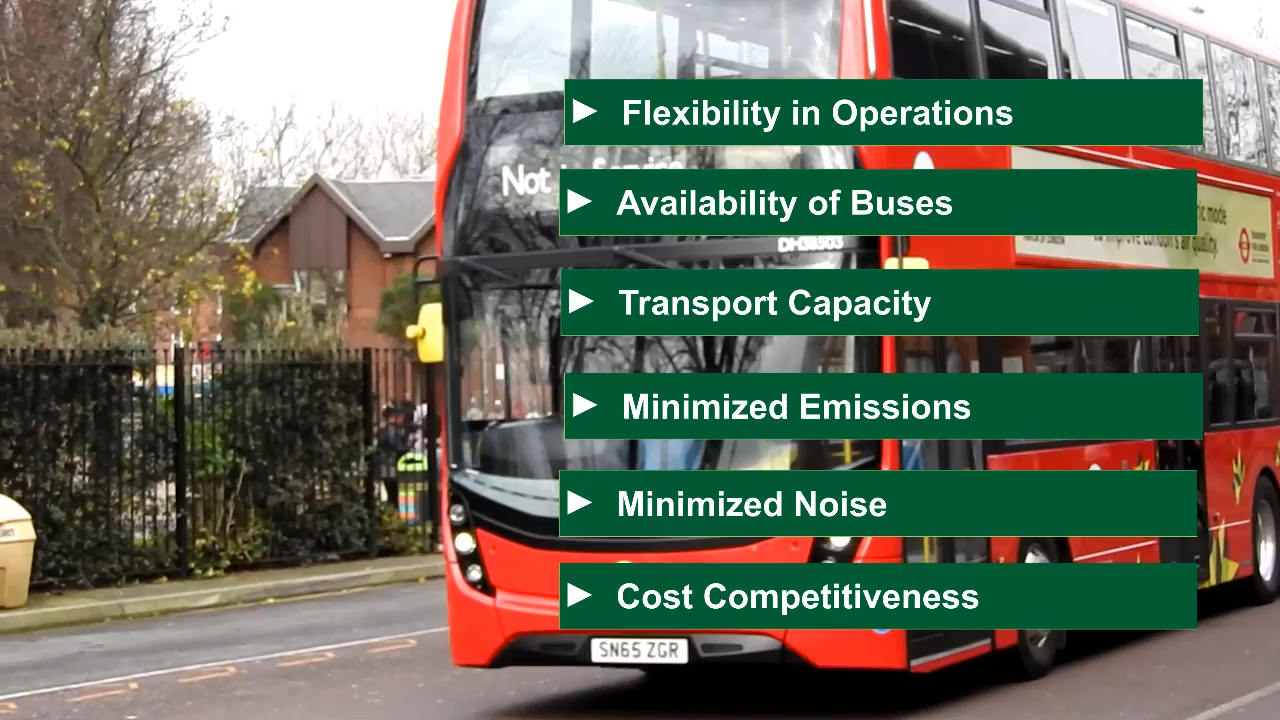 Flexibility in Operations
Not
Availability of Buses
Transport Capacity
Minimized Emissions
Minimized Noise
Cost Competitiveness
SN65 ZGR